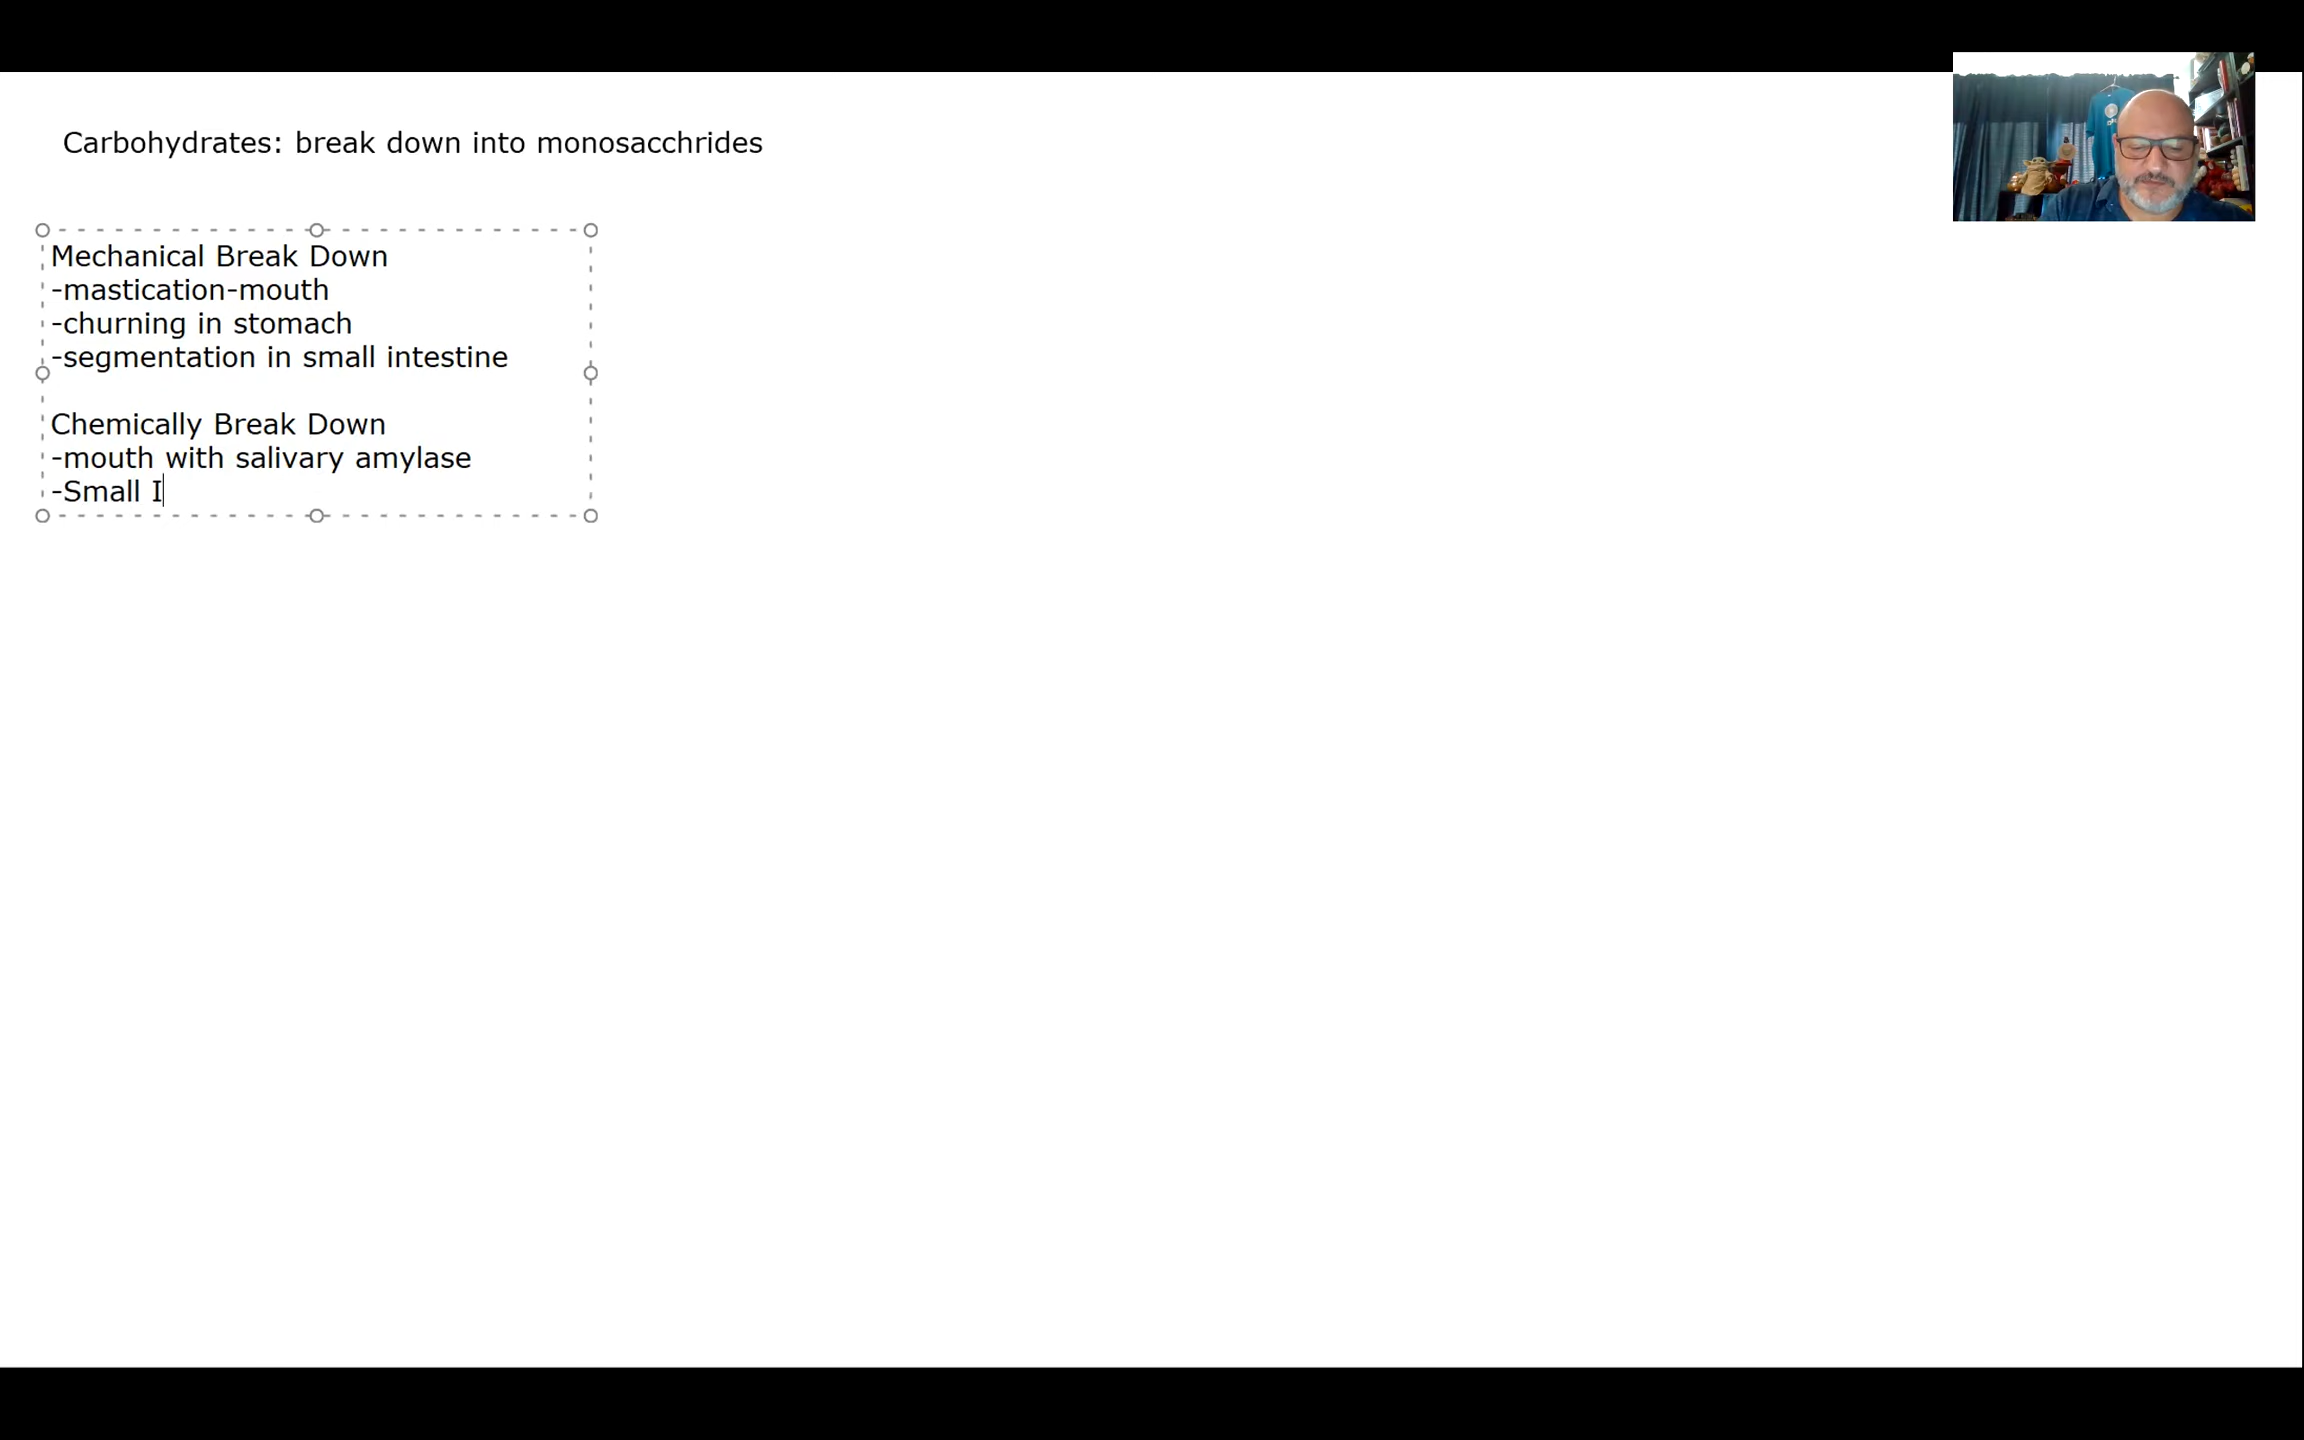 Carbohydrates: break down into monosacchrides
Mechanical Break Down
-mastication-mouth
-churning in stomach
-segmentation in small intestine
Chemically Break Down
-mouth with salivary amylase
-Small I